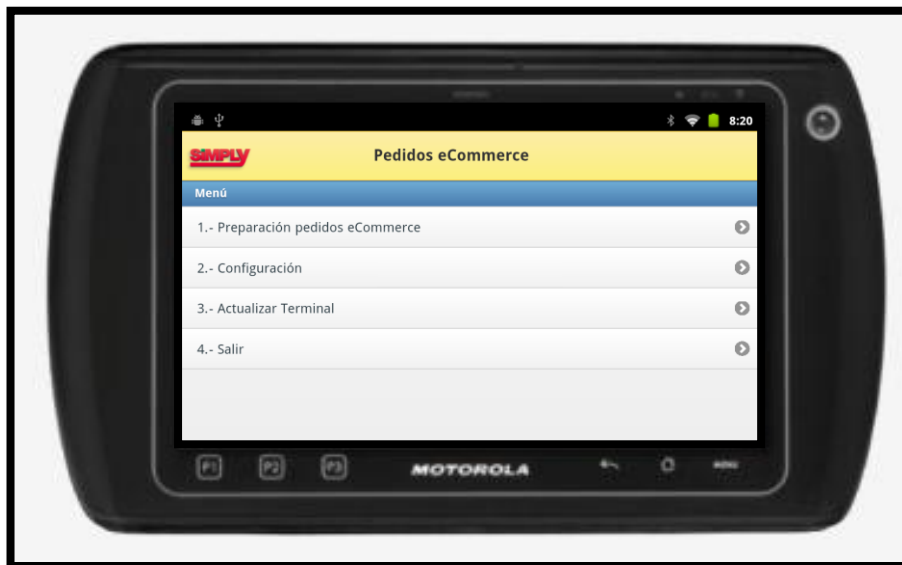 8:20
SIMPLY
Pedidos eCommerce
Menú
1.- Preparación pedidos eCommerce
2.- Configuración
3.- Actualizar Terminal
4.- Salir
P1 P2 P3 MOTOROLA MENU